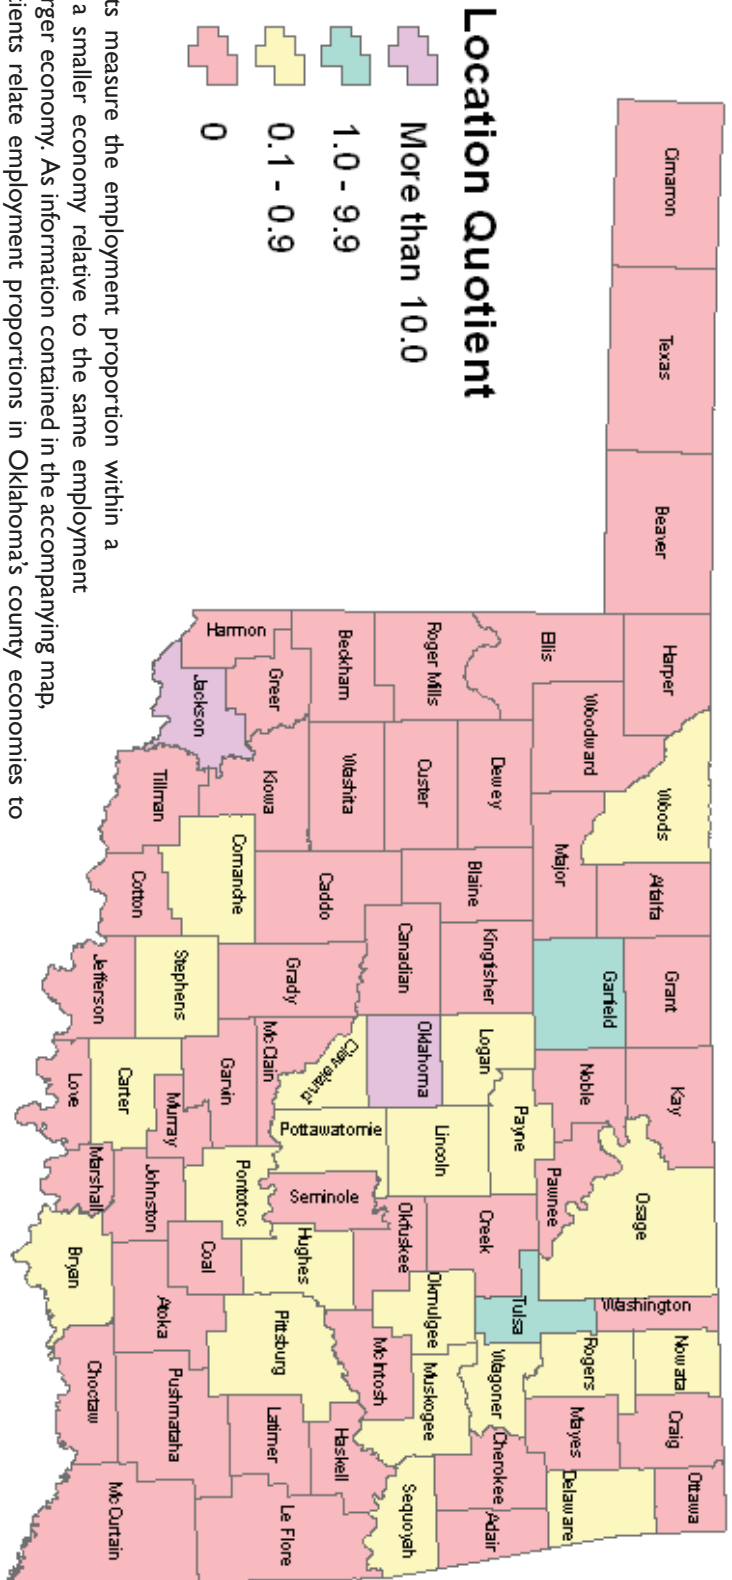 Location Quotient
More than 10.0
1.0 - 9.9
0.1 - 0.9
0
Cimarron
Texas
Beaver
Harper
Woods
Alfalfa
Grant
Kay
Osage
Washington
Nowata
Craig
Ottawa
Ellis
Woodward
Major
Garfield
Noble
Pawnee
Tulsa
Rogers
Mayes
Delaware
Roger Mills
Dewey
Blaine
Kingfisher
Logan
Payne
Creek
Wagoner
Cherokee
Adair
Beckham
Custer
Canadian
Oklahoma
Lincoln
Okfuskee
Okmulgee
Muskogee
Sequoyah
Washita
Caddo
Cleveland
Pottawatomie
Seminole
Hughes
McIntosh
Haskell
Harmon
Greer
Kiowa
Comanche
Grady
McClain
Garvin
Pontotoc
Pittsburg
Latimer
Le Flore
Jackson
Tillman
Cotton
Stephens
Jefferson
Carter
Murray
Love
Marshall
Johnston
Coal
Atoka
Bryan
Pushmataha
Choctaw
McCurtain
ts measure the employment proportion within a
a smaller economy relative to the same employment
rger economy. As information contained in the accompanying map,
cients relate employment proportions in Oklahoma's county economies to